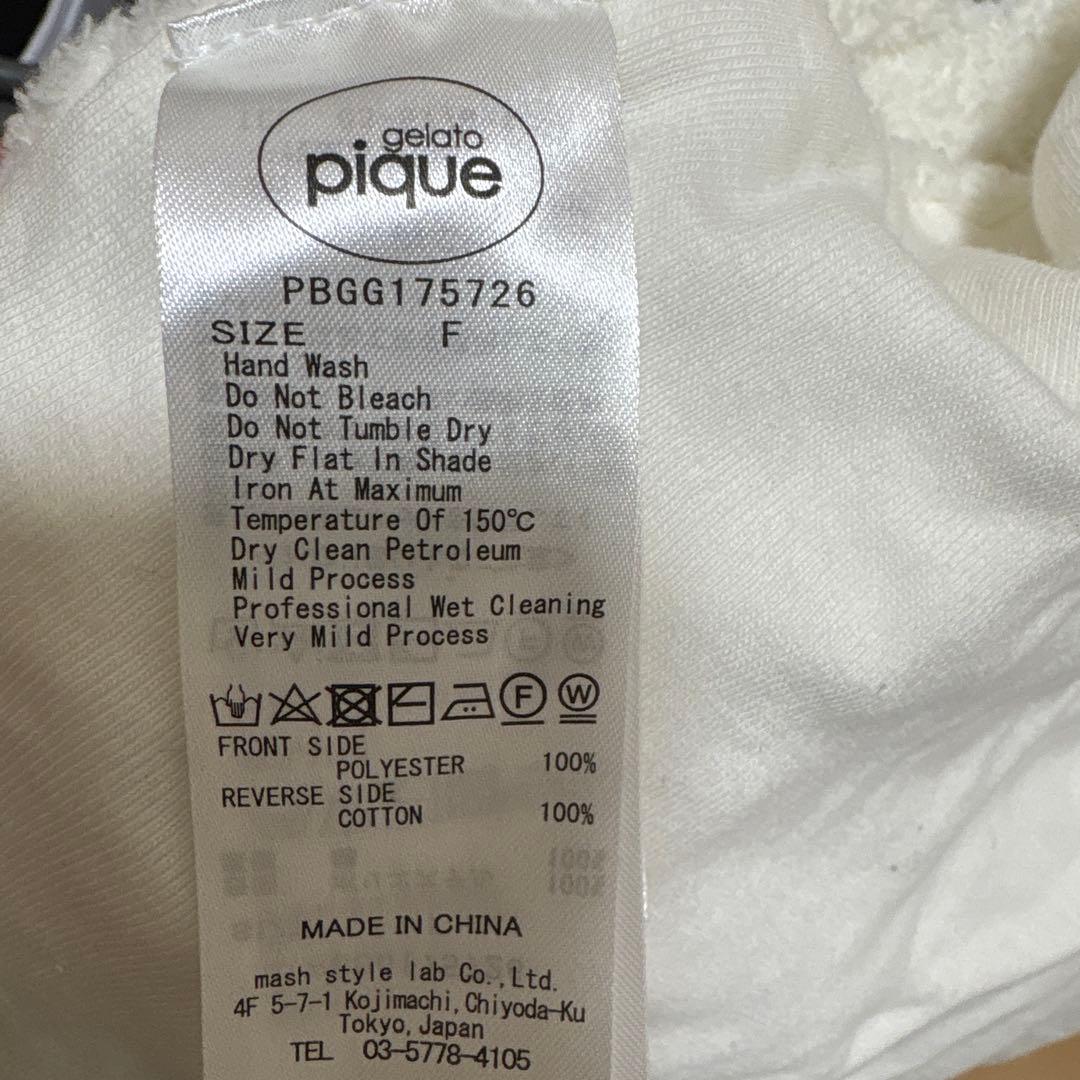 gelato
pique
PBGG175726
SIZE F
Hand Wash
Do Not Bleach
Do Not Tumble Dry
Dry Flat In Shade
Iron At Maximum
Temperature Of 150℃
Dry Clean Petroleum
Mild Process
Professional Wet Cleaning
Very Mild Process
F W
FRONT SIDE
POLYESTER 100%
REVERSE SIDE
COTTON 100%
MADE IN CHINA
mash style lab Co.,Ltd.
4F 5-7-1 Kojimachi,Chiyoda-Ku
Tokyo,Japan
TEL 03-5778-4105